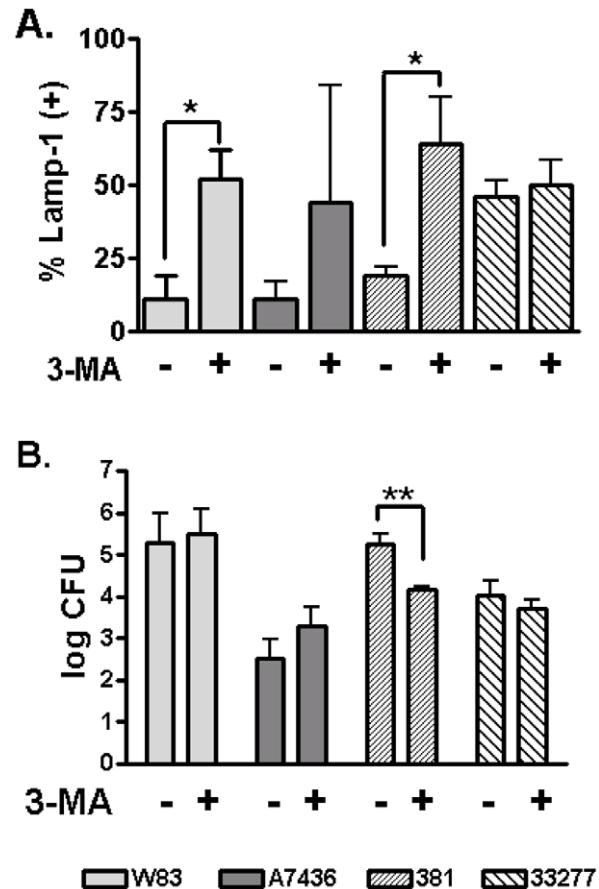 A.
100
75
50
25
0
% Lamp-1 (+)
*
*
3-MA - + - + - + - +
B.
7
6
5
4
3
2
1
0
log CFU
**
3-MA - + - + - + - +
W83 A7436 381 33277